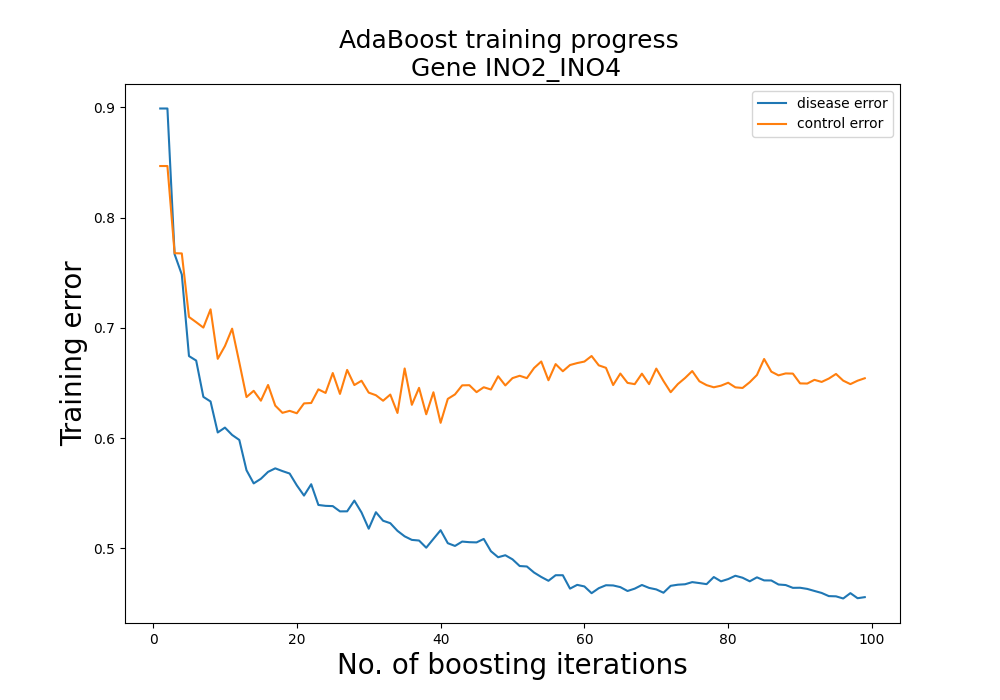 AdaBoost training progress
Gene INO2_INO4
disease error
control error
0.9
0.8
0.7
0.6
0.5
Training error
0 20 40 60 80 100
No. of boosting iterations